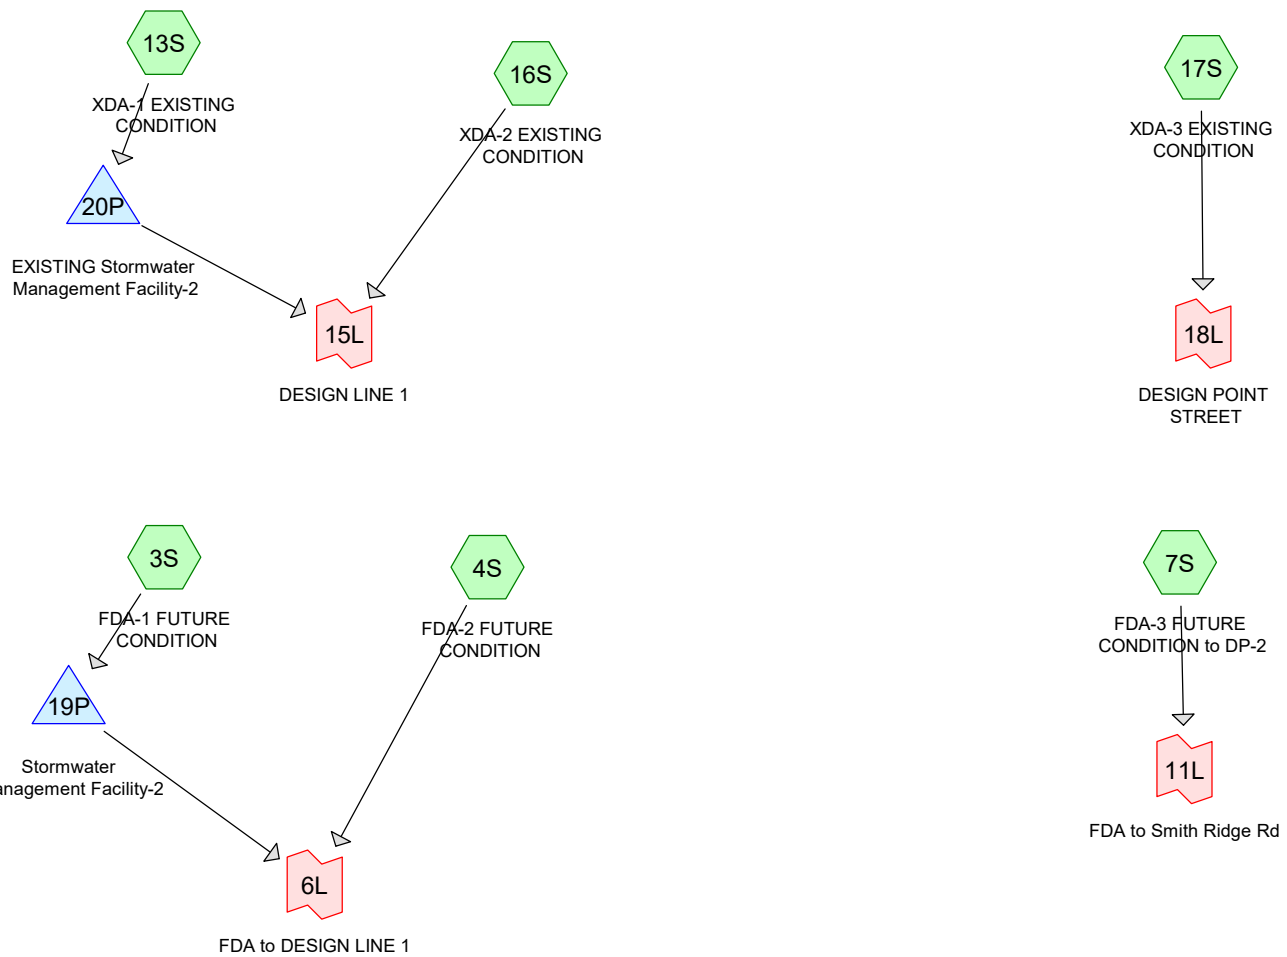 13S
XDA-1 EXISTING
CONDITION
16S
XDA-2 EXISTING
CONDITION
17S
XDA-3 EXISTING
CONDITION
20P
EXISTING Stormwater
Management Facility-2
15L
DESIGN LINE 1
18L
DESIGN POINT
STREET
3S
FDA-1 FUTURE
CONDITION
4S
FDA-2 FUTURE
CONDITION
7S
FDA-3 FUTURE
CONDITION to DP-2
19P
Stormwater
anagement Facility-2
11L
FDA to Smith Ridge Rd
6L
FDA to DESIGN LINE 1